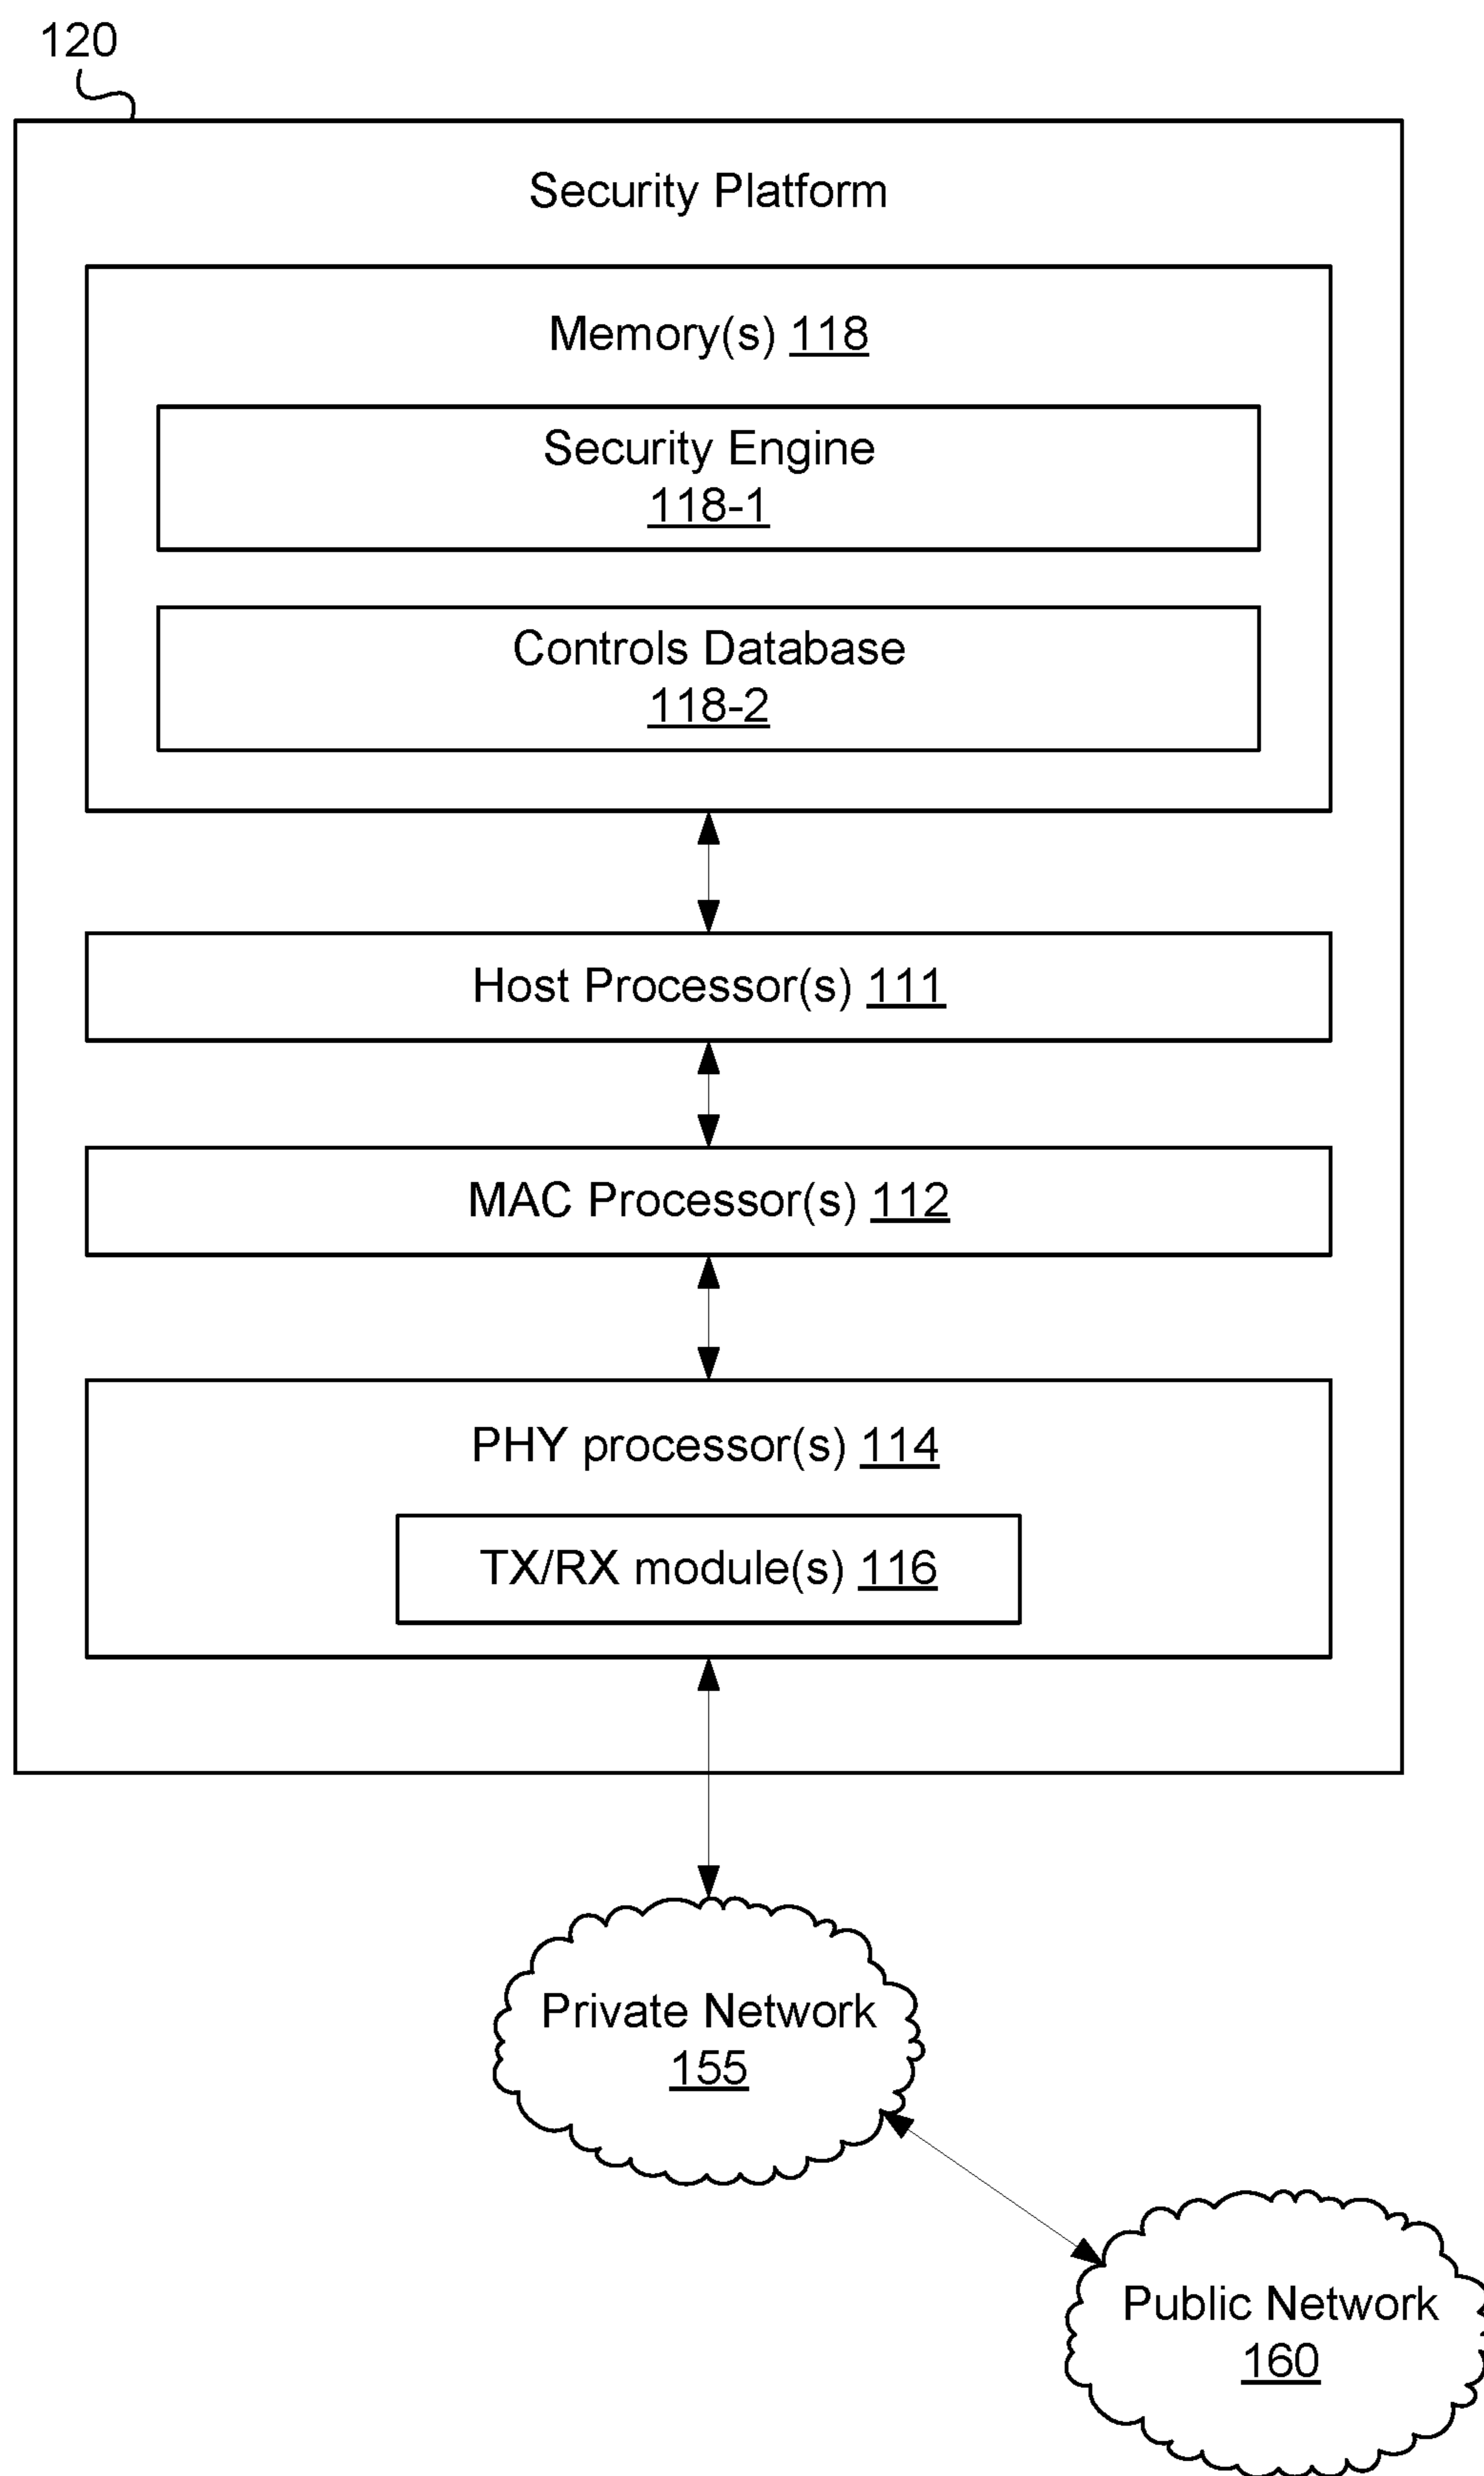 120
Security Platform
Memory(s) 118
Security Engine
118-1
Controls Database
118-2
Host Processor(s) 111
MAC Processor(s) 112
PHY processor(s) 114
TX/RX module(s) 116
Private Network
155
Public Network
160